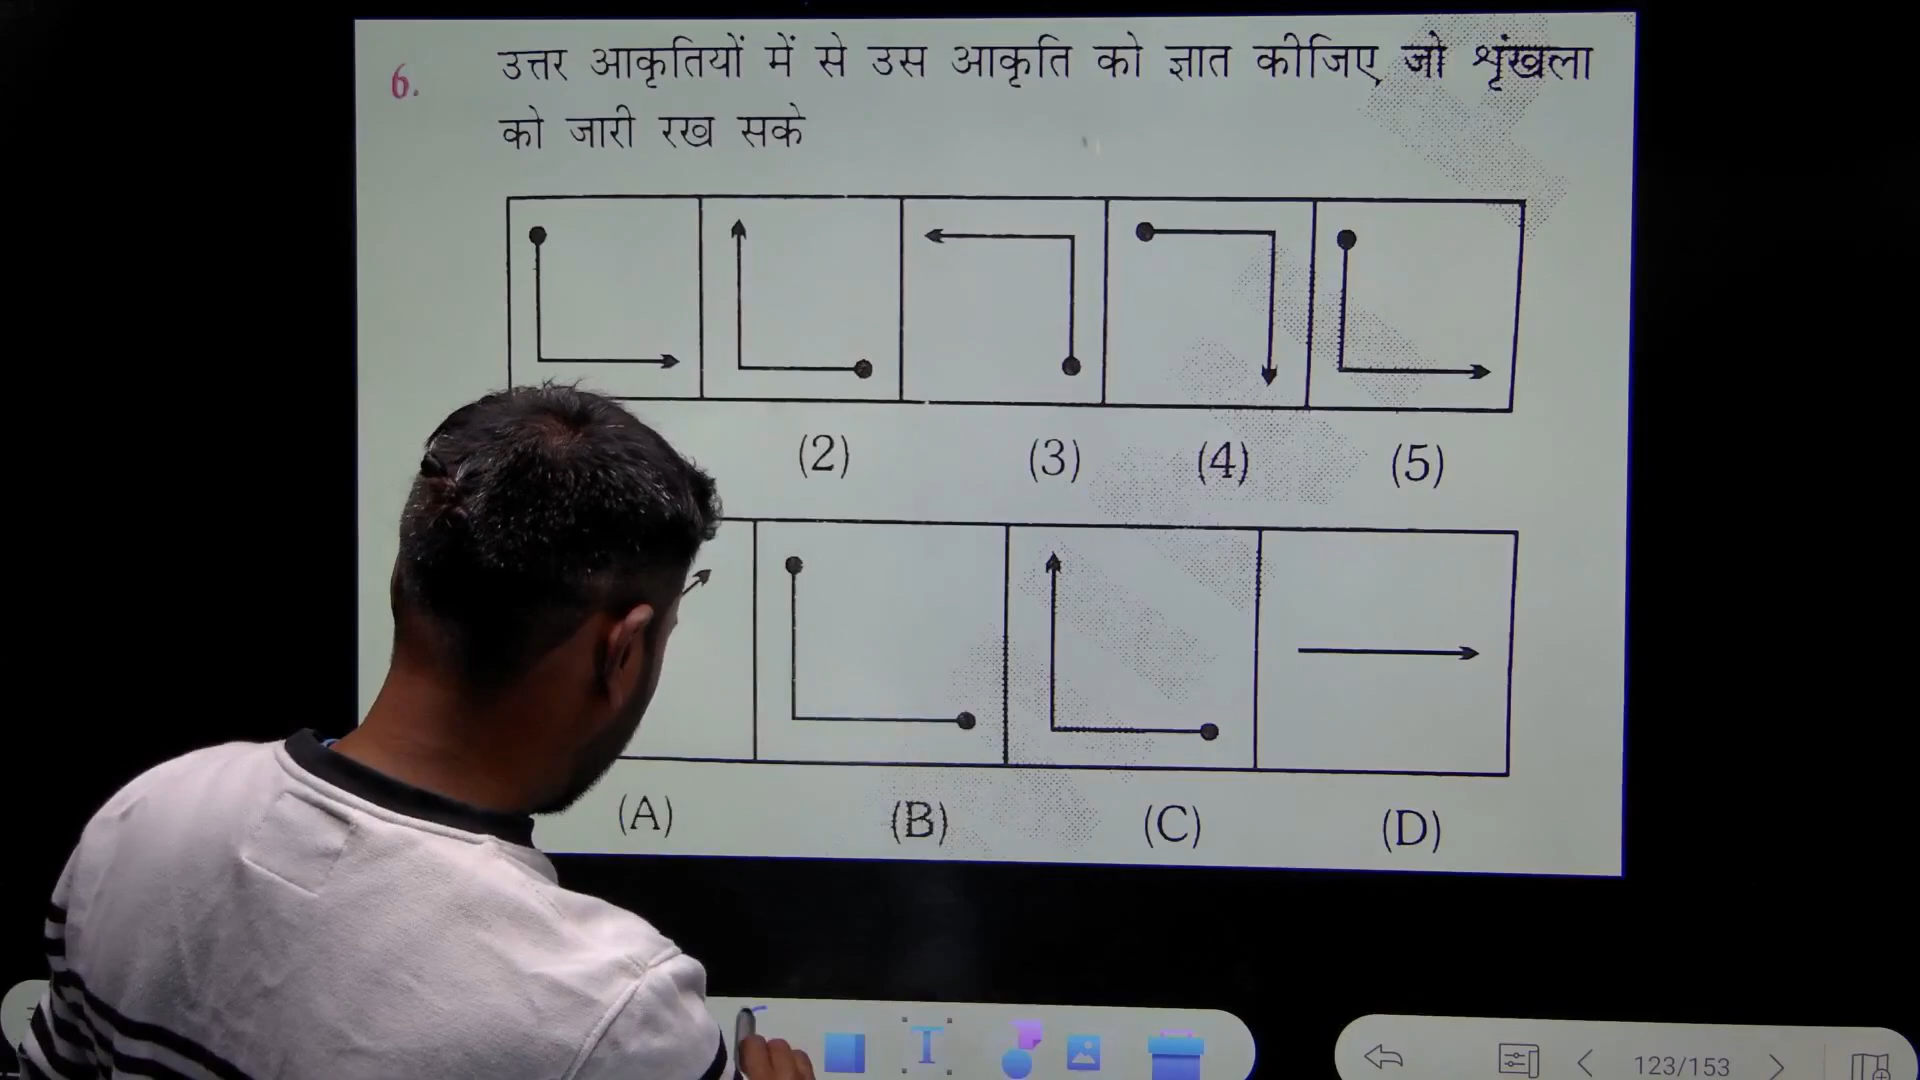 6. उत्तर आकृतियों में से उस आकृति को ज्ञात कीजिए जो शृंखला
को जारी रख सके
(2) (3) (4) (5)
(A) (B) (C) (D)
T
123/153